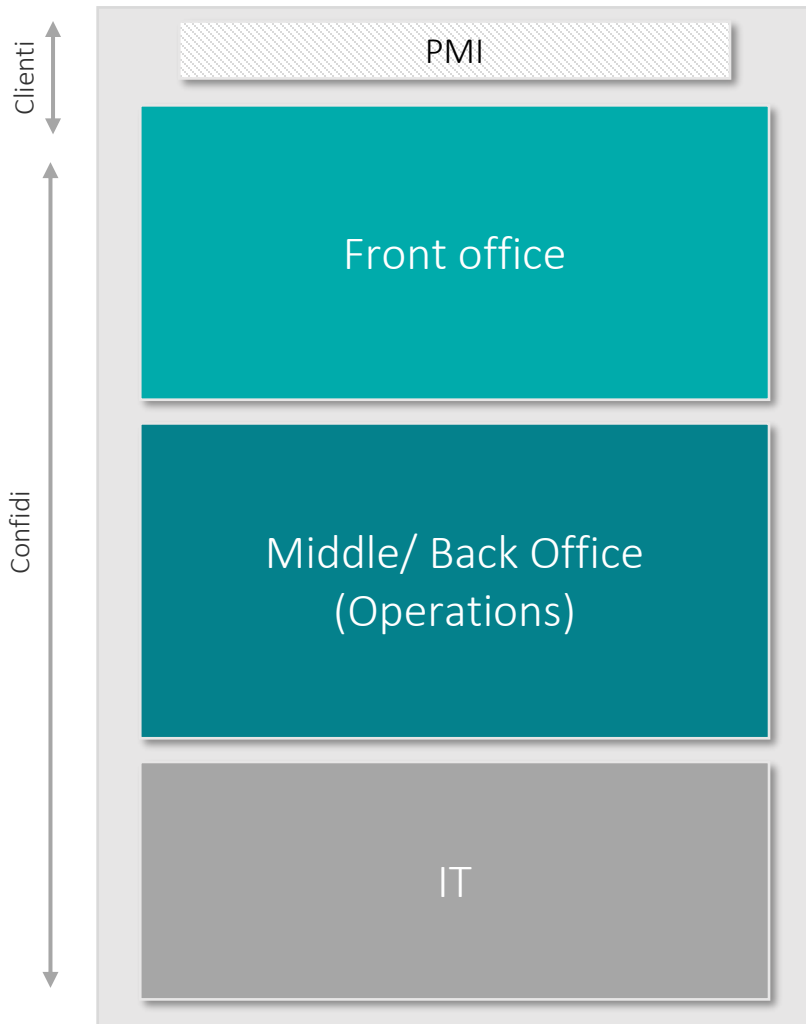 Clienti
PMI
Front office
Confidi
Middle/ Back Office
(Operations)
IT